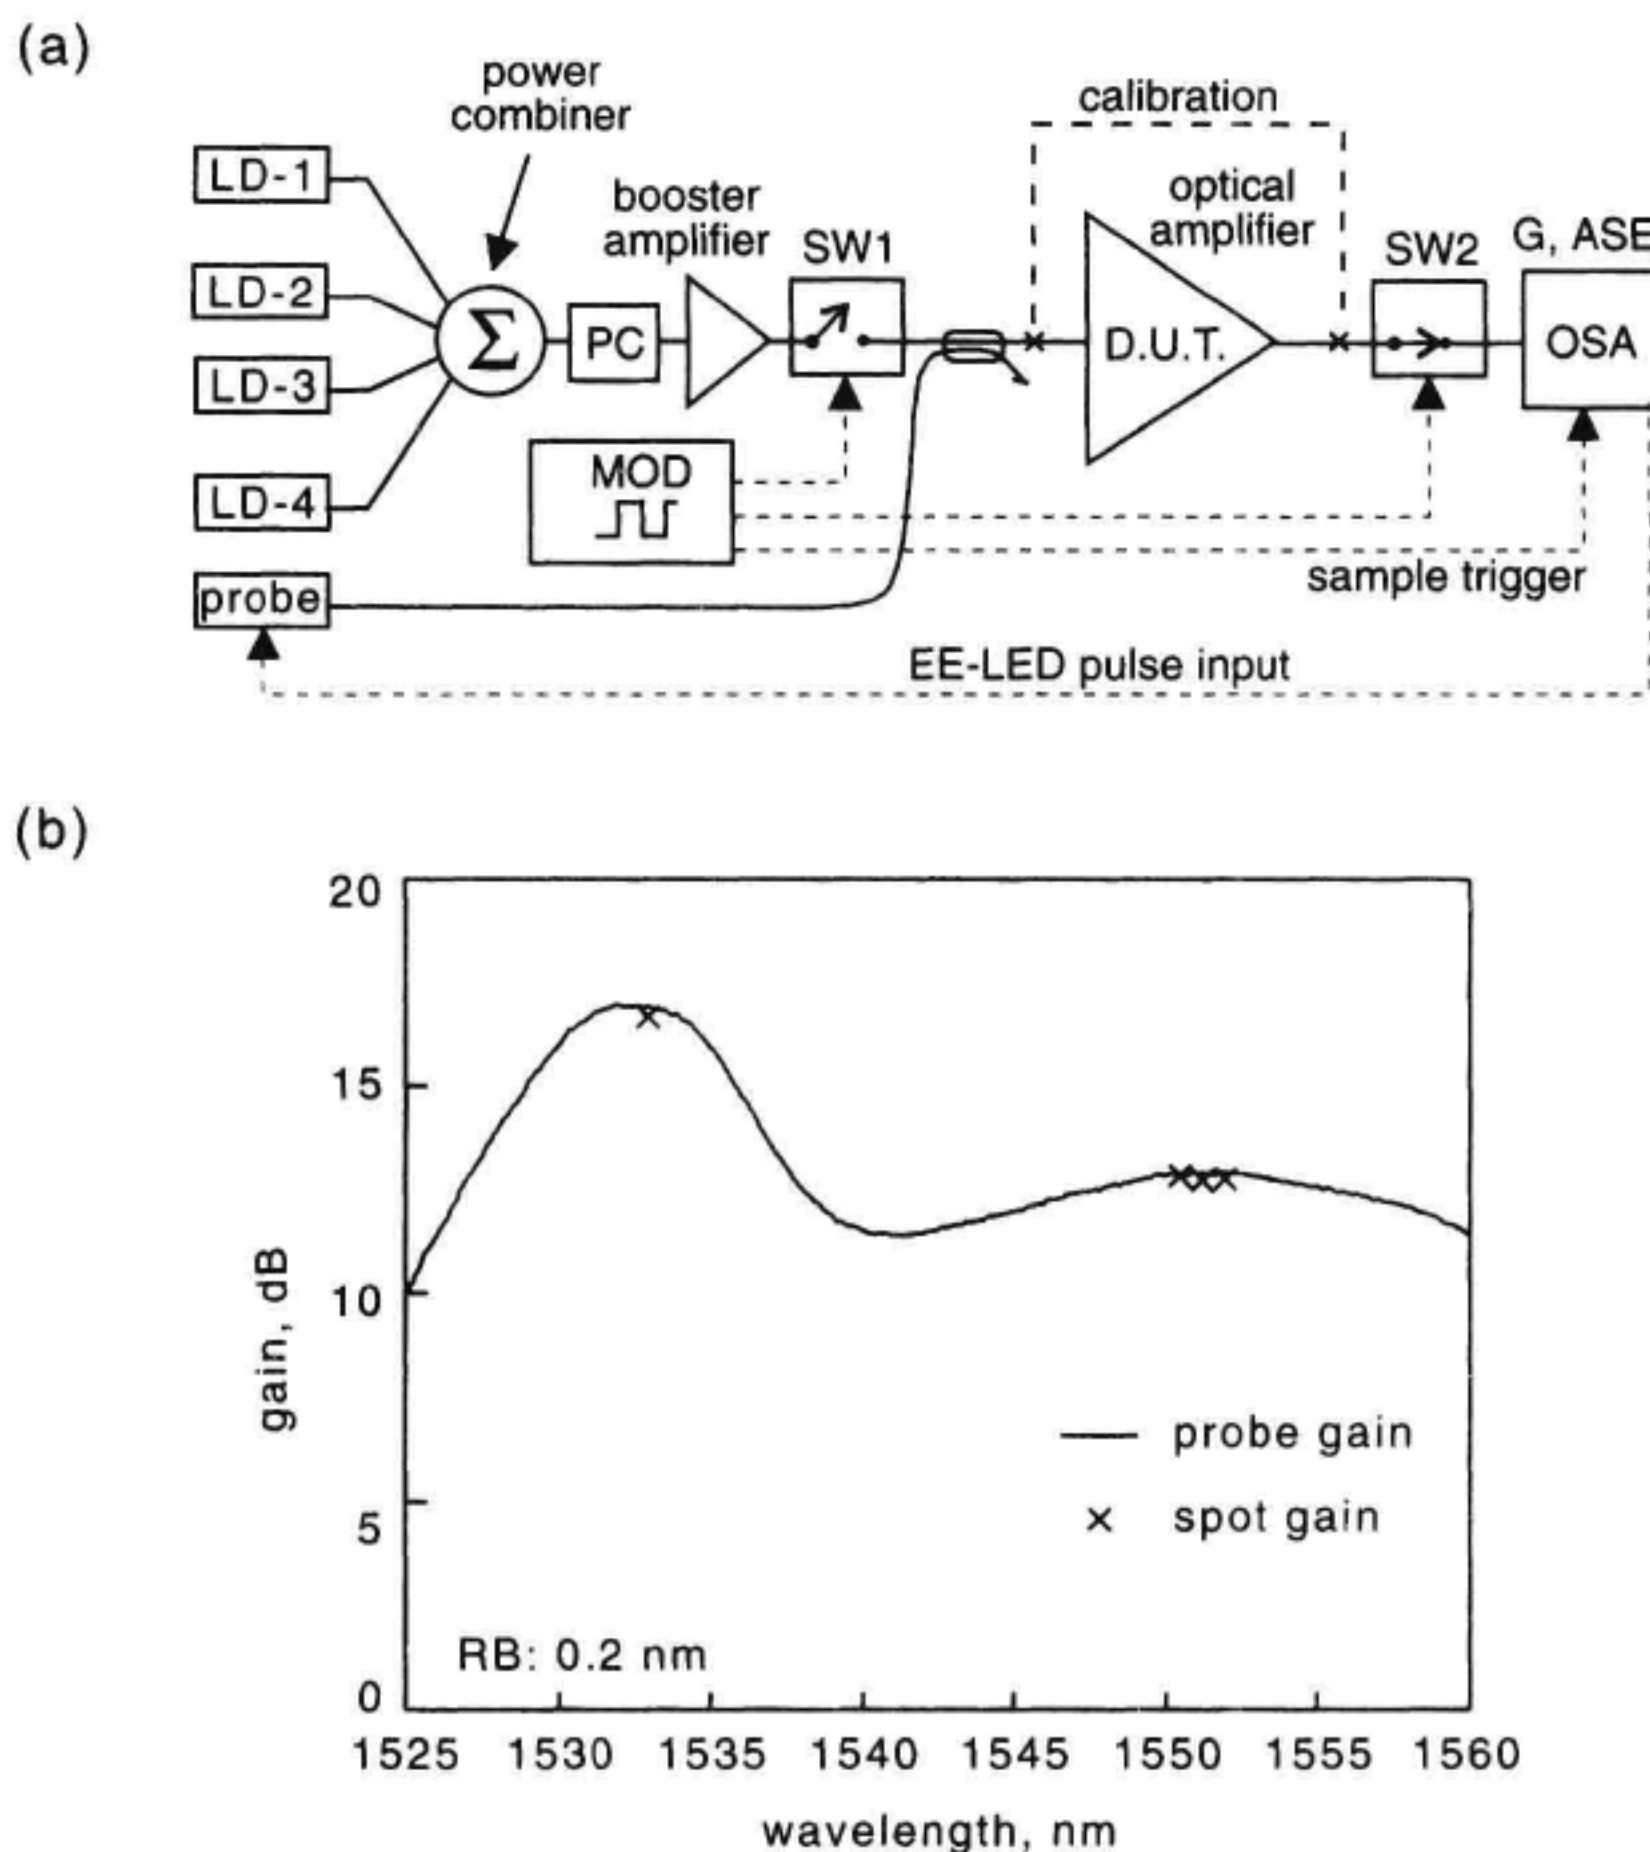 (a)
power
combiner
calibration
LD-1
booster
amplifier
optical
amplifier
SW1
SW2
G, ASE
LD-2
Σ
PC
D.U.T.
OSA
LD-3
MOD
LD-4
sample trigger
probe
EE-LED pulse input
(b)
20
15
10
5
0
gain, dB
probe gain
× spot gain
RB: 0.2 nm
1525 1530 1535 1540 1545 1550 1555 1560
wavelength, nm